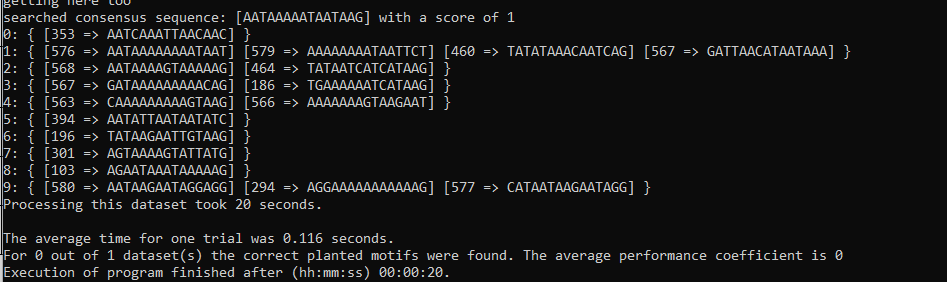 getting here too
searched consensus sequence: [AATAAAAATAATAAG] with a score of 1
0: { [353 => AATCAAATTAACAAC] }
1: { [576 => AATAAAAAAAATAAT] [579 => AAAAAAAATAATTCT] [460 => TATATAAACAATCAG] [567 => GATTAACATAATAAA] }
2: { [568 => AATAAAAGTAAAAAG] [464 => TATAATCATCATAAG] }
3: { [567 => GATAAAAAAAAACAG] [186 => TGAAAAAATCATAAG] }
4: { [563 => CAAAAAAAAAGTAAG] [566 => AAAAAAAGTAAGAAT] }
5: { [394 => AATATTAATAATATC] }
6: { [196 => TATAAGAATTGTAAG] }
7: { [301 => AGTAAAAGTATTATG] }
8: { [103 => AGAATAAATAAAAAG] }
9: { [580 => AATAAGAATAGGAGG] [294 => AGGAAAAAAAAAAAG] [577 => CATAATAAGAATAGG] }
Processing this dataset took 20 seconds.
The average time for one trial was 0.116 seconds.
For 0 out of 1 dataset(s) the correct planted motifs were found. The average performance coefficient is 0
Execution of program finished after (hh:mm:ss) 00:00:20.